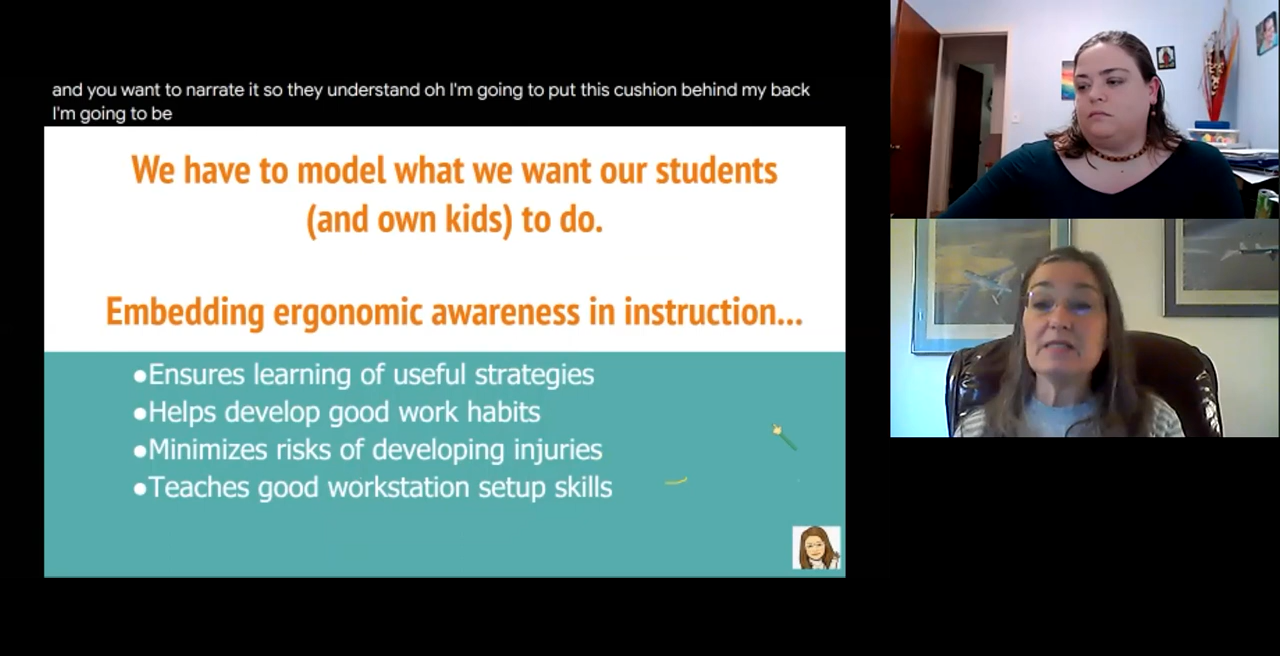 and you want to narrate it so they understand oh I'm going to put this cushion behind my back
I'm going to be
We have to model what we want our students
(and own kids) to do.
Embedding ergonomic awareness in instruction...
●Ensures learning of useful strategies
●Helps develop good work habits
●Minimizes risks of developing injuries
●Teaches good workstation setup skills